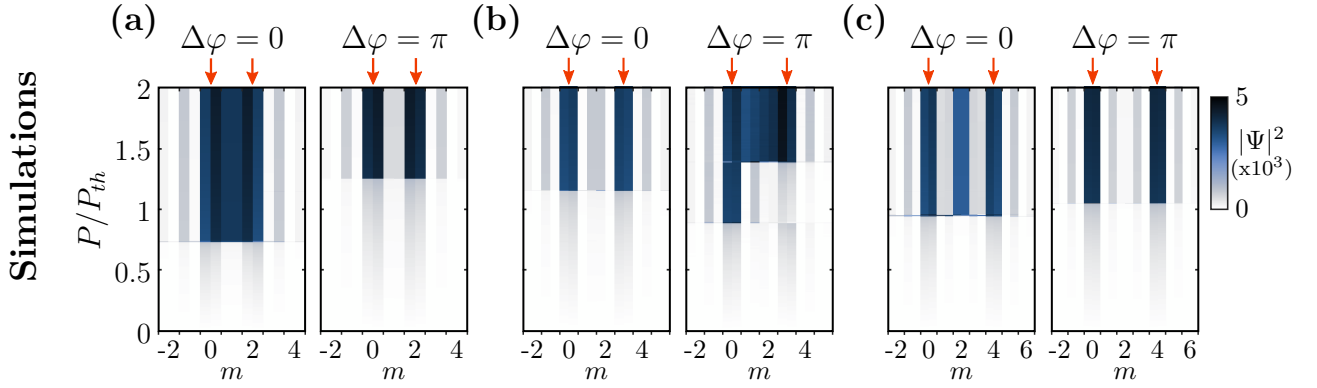 (a) (b) (c)
Δφ = 0 Δφ = π Δφ = 0 Δφ = π Δφ = 0 Δφ = π
Simulations
P/P_th
2
1.5
1
0.5
0
5
|Ψ|²
(x10³)
0
-2 0 2 4 -2 0 2 4 -2 0 2 4 -2 0 2 4 -2 0 2 4 6 -2 0 2 4 6
m m m m m m